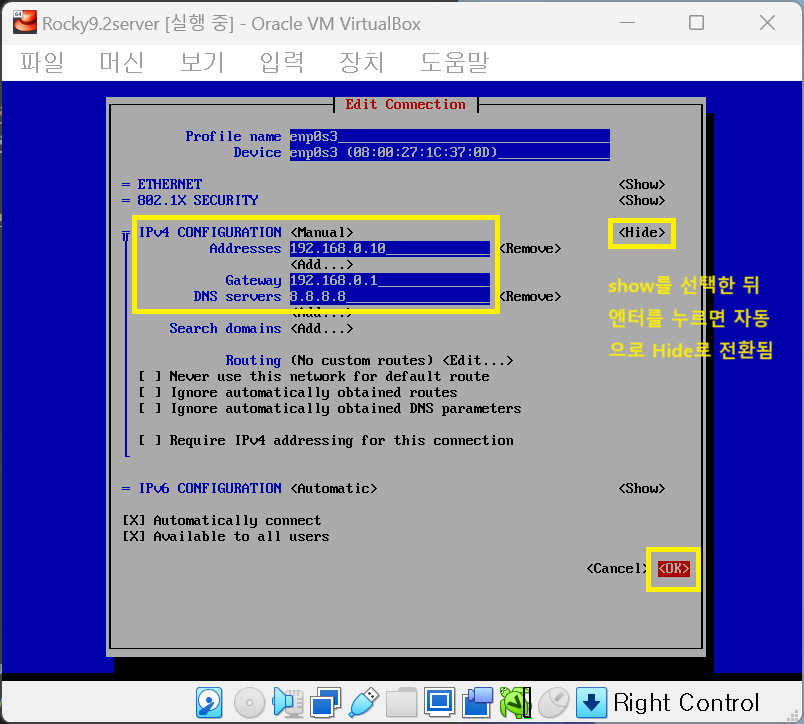 Rocky9.2server [실행 중] - Oracle VM VirtualBox
파일 머신 보기 입력 장치 도움말
Edit Connection
Profile name enp0s3
Device enp0s3 (08:00:27:1C:37:0D)
= ETHERNET <Show>
= 802.1X SECURITY <Show>
IPv4 CONFIGURATION <Manual> <Hide>
Addresses 192.168.0.10 <Remove>
<Add...>
Gateway 192.168.0.1
DNS servers 8.8.8.8 <Remove>
<Add...>
Search domains <Add...>
show를 선택한 뒤
엔터를 누르면 자동
으로 Hide로 전환됨
Routing (No custom routes) <Edit...>
[ ] Never use this network for default route
[ ] Ignore automatically obtained routes
[ ] Ignore automatically obtained DNS parameters
[ ] Require IPv4 addressing for this connection
= IPv6 CONFIGURATION <Automatic> <Show>
[X] Automatically connect
[X] Available to all users
<Cancel> <OK>
Right Control